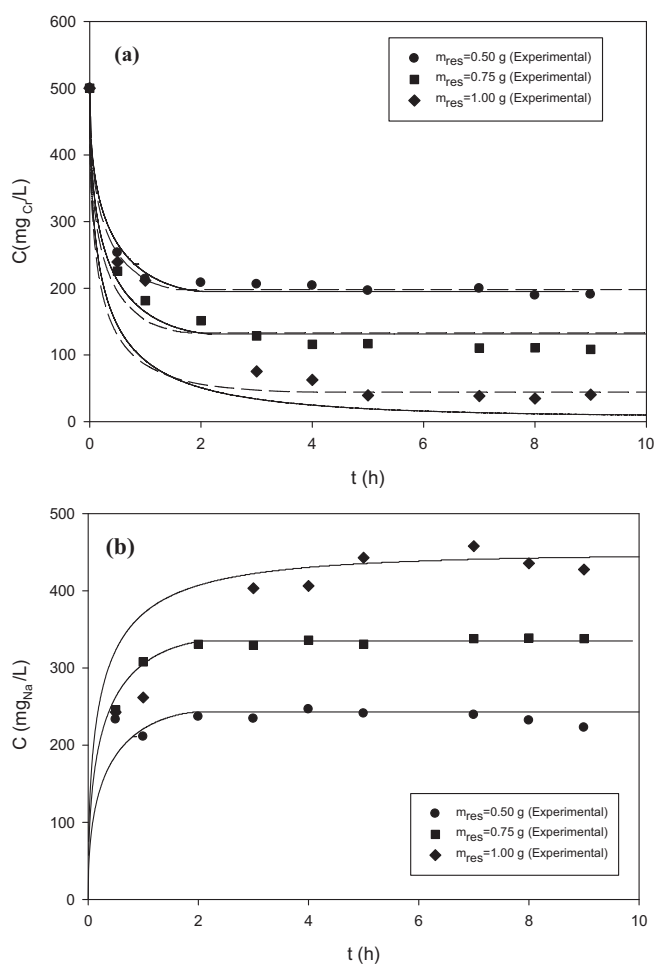 (a)
m_res=0.50 g (Experimental)
m_res=0.75 g (Experimental)
m_res=1.00 g (Experimental)
600
500
400
300
200
100
0
C(mg_Cr/L)
0 2 4 6 8 10
t (h)
(b)
500
400
300
200
100
0
C (mg_Na/L)
m_res=0.50 g (Experimental)
m_res=0.75 g (Experimental)
m_res=1.00 g (Experimental)
0 2 4 6 8 10
t (h)